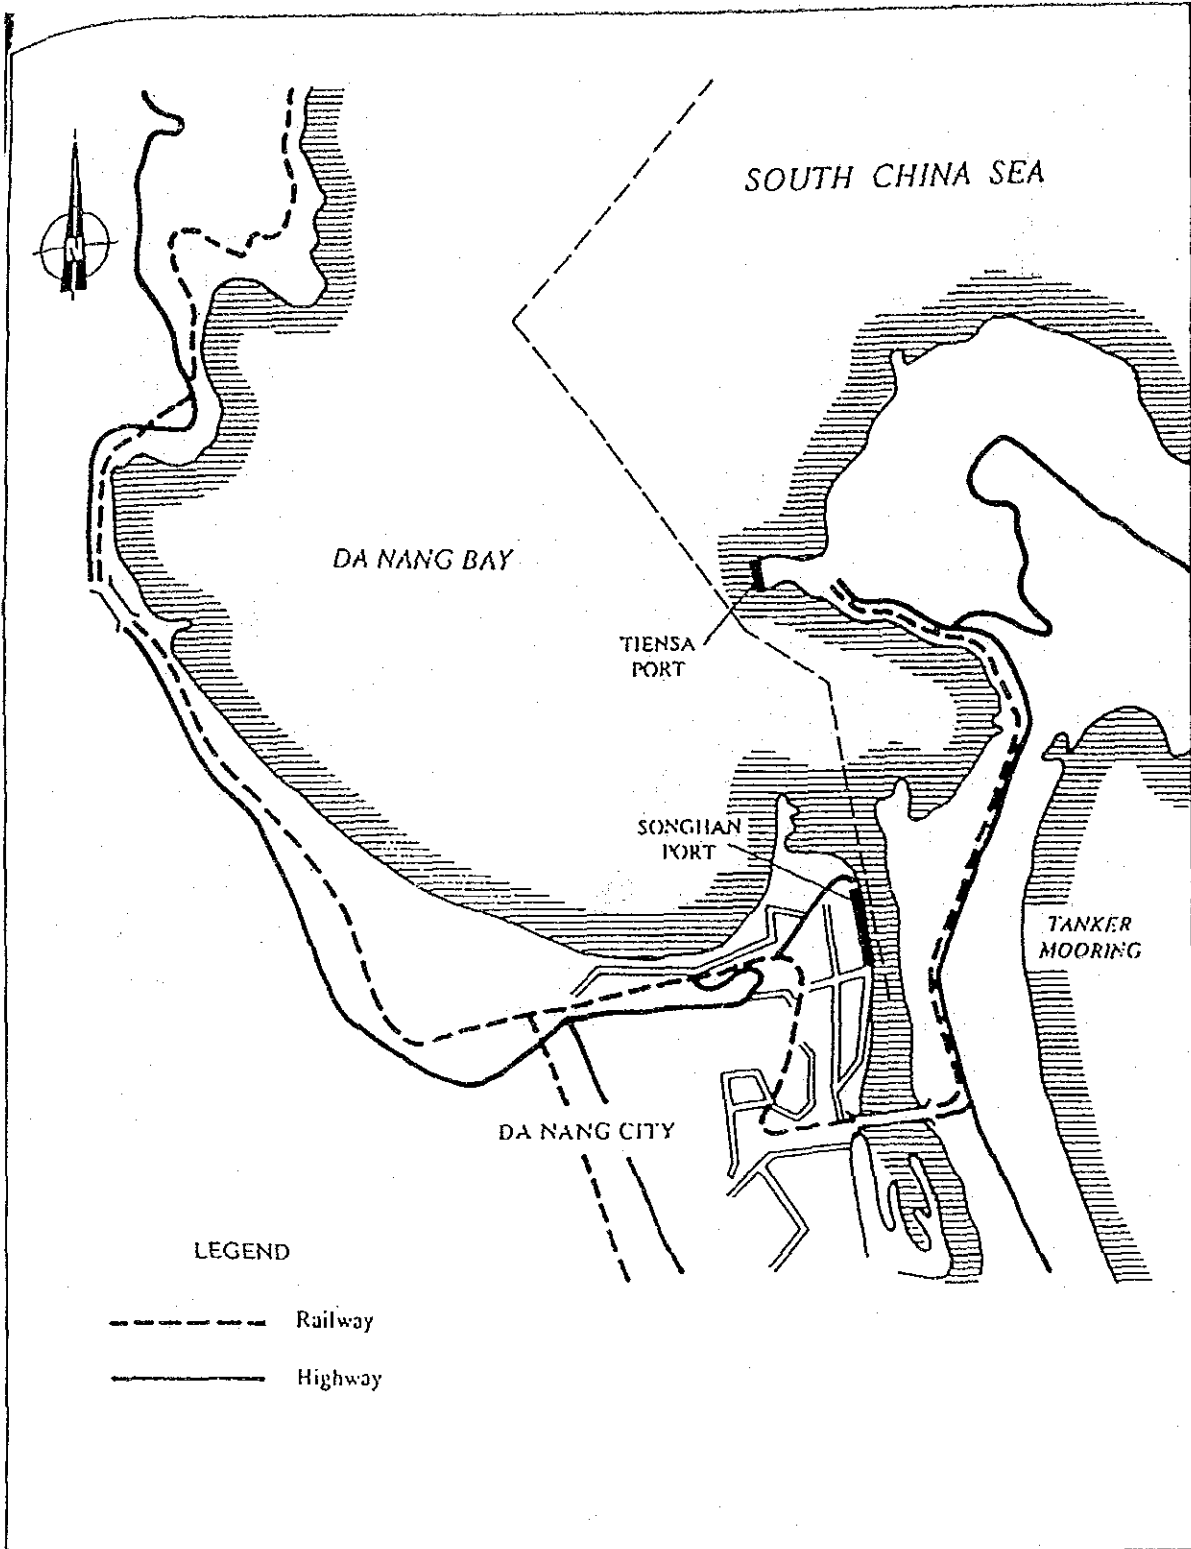 SOUTH CHINA SEA
N
DA NANG BAY
TIENSA
PORT
SONGHAN
PORT
TANKER
MOORING
DA NANG CITY
LEGEND
Railway
Highway